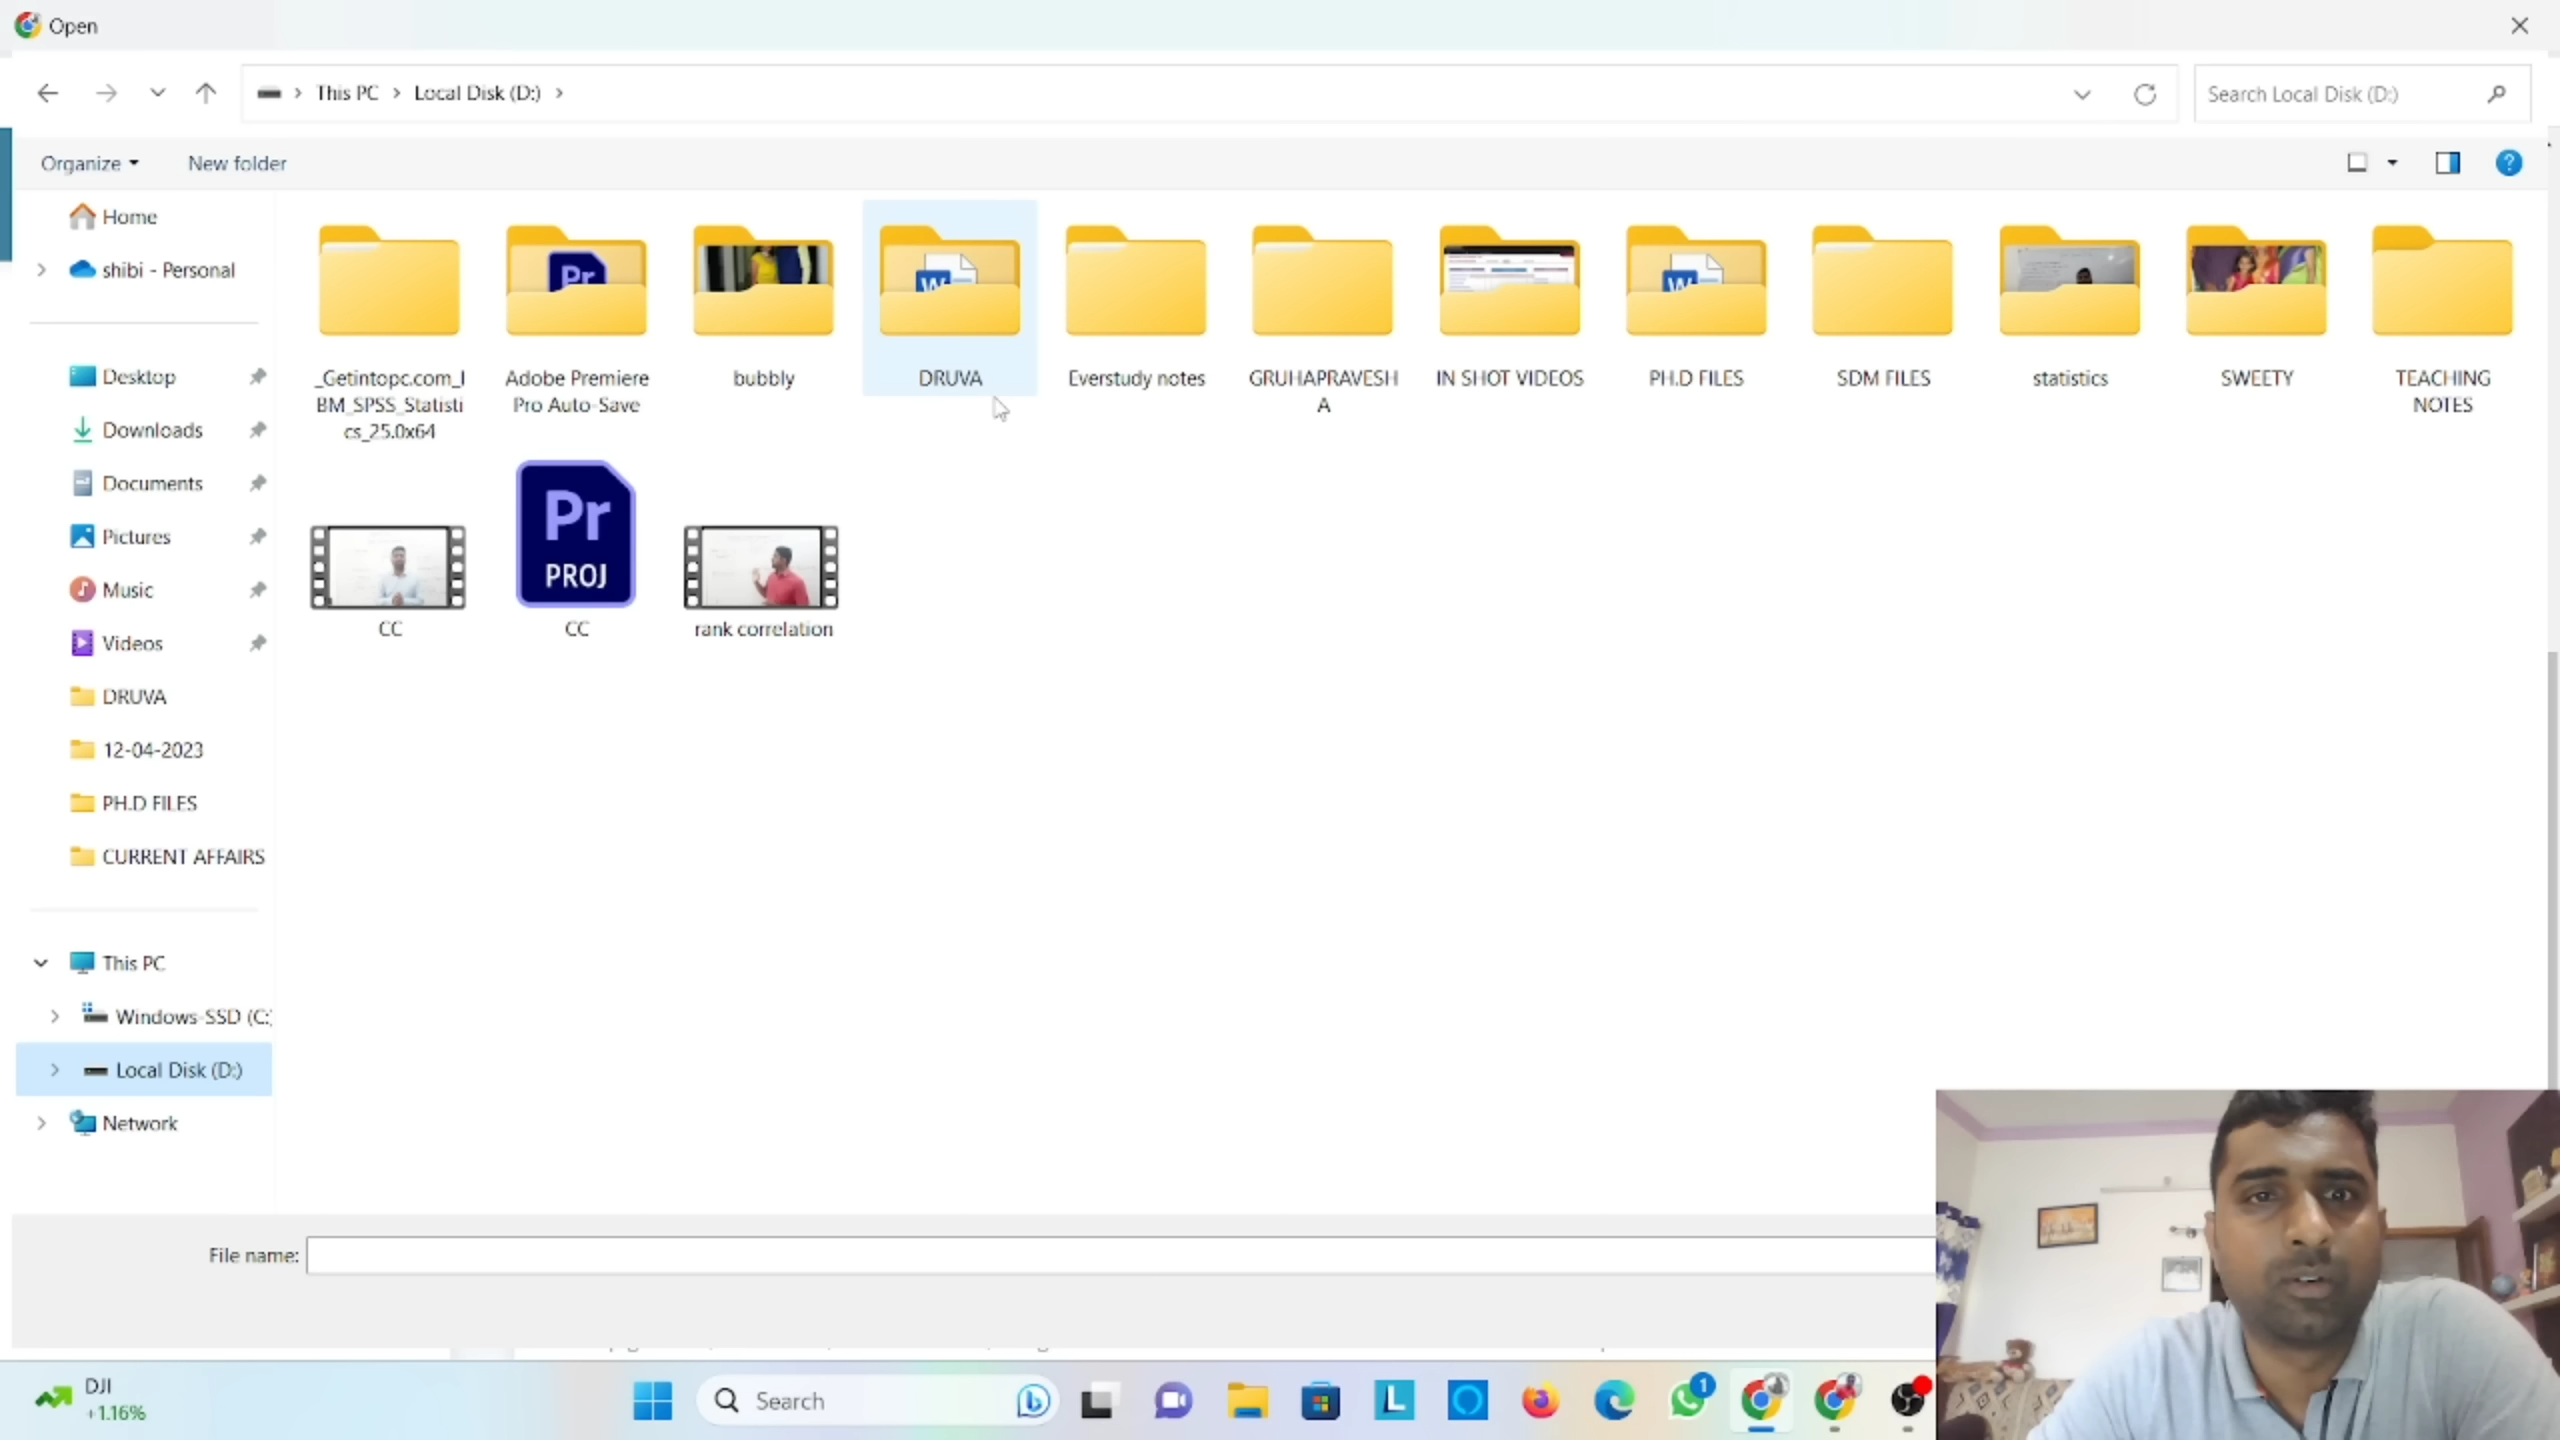 Open
This PC
Local Disk (D:)
Search Local Disk (D:)
Organize
New folder
Home
shibi - Personal
Desktop
Downloads
Documents
Pictures
Music
Videos
DRUVA
12-04-2023
PH.D FILES
CURRENT AFFAIRS
This PC
Windows-SSD (C:)
Local Disk (D:)
Network
_Getintopc.com_I
BM_SPSS_Statisti
cs_25.0x64
Adobe Premiere
Pro Auto-Save
bubbly
DRUVA
Everstudy notes
GRUHAPRAVESH
A
IN SHOT VIDEOS
PH.D FILES
SDM FILES
statistics
SWEETY
TEACHING
NOTES
Pr
W
W
Pr
PROJ
CC
CC
rank correlation
File name:
DJI
+1.16%
Search
L
1